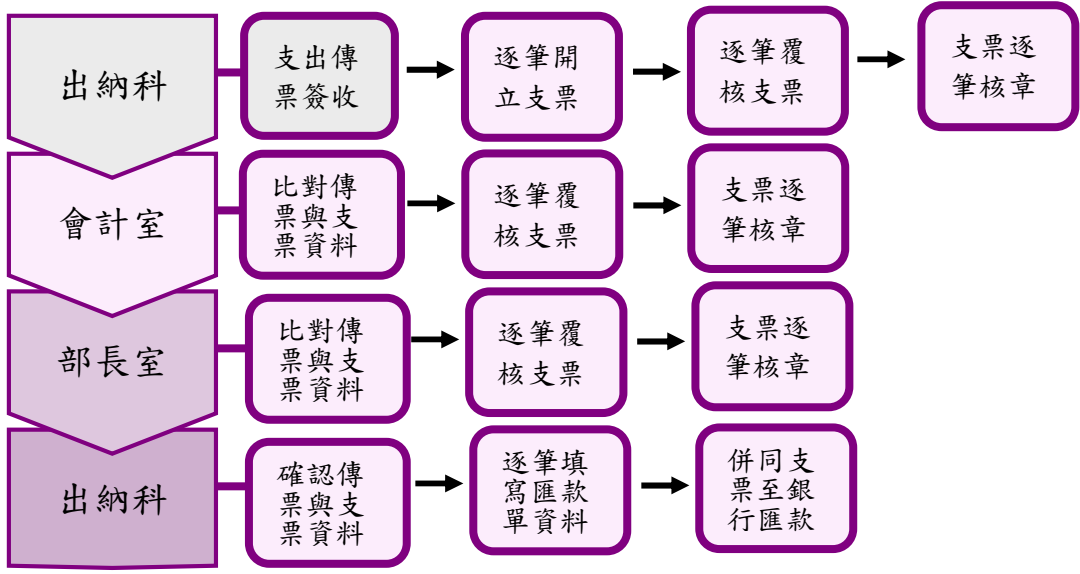 出納科
支出傳
票簽收
逐筆開
立支票
逐筆覆
核支票
支票逐
筆核章
會計室
比對傳
票與支
票資料
逐筆覆
核支票
支票逐
筆核章
部長室
比對傳
票與支
票資料
逐筆覆
核支票
支票逐
筆核章
出納科
確認傳
票與支
票資料
逐筆填
寫匯款
單資料
併同支
票至銀
行匯款